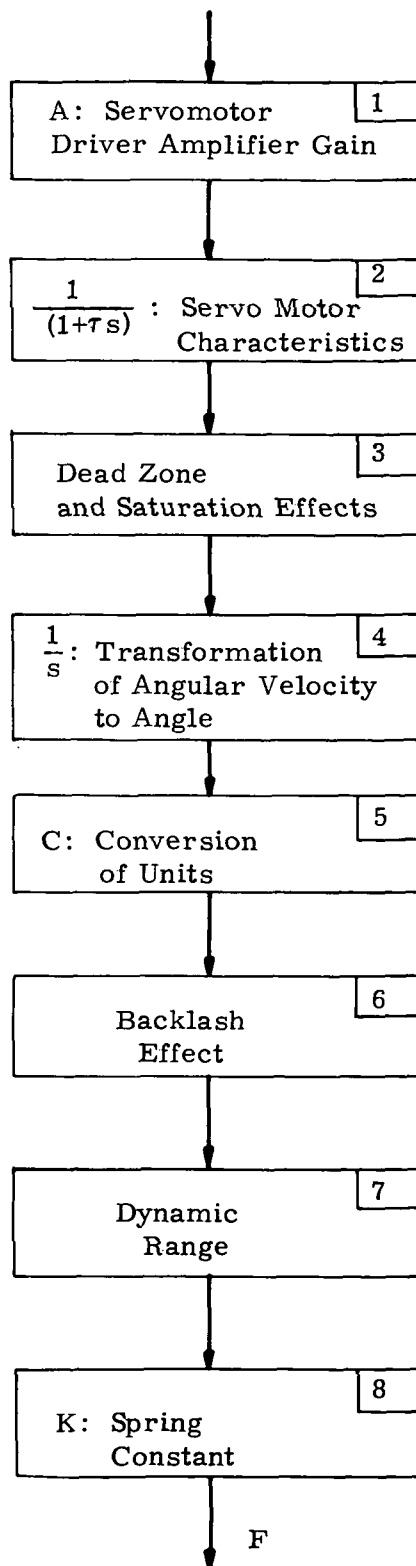 1
A: Servomotor
Driver Amplifier Gain
2
1/(1+τs) : Servo Motor
Characteristics
3
Dead Zone
and Saturation Effects
4
1/s: Transformation
of Angular Velocity
to Angle
5
C: Conversion
of Units
6
Backlash
Effect
7
Dynamic
Range
8
K: Spring
Constant
F